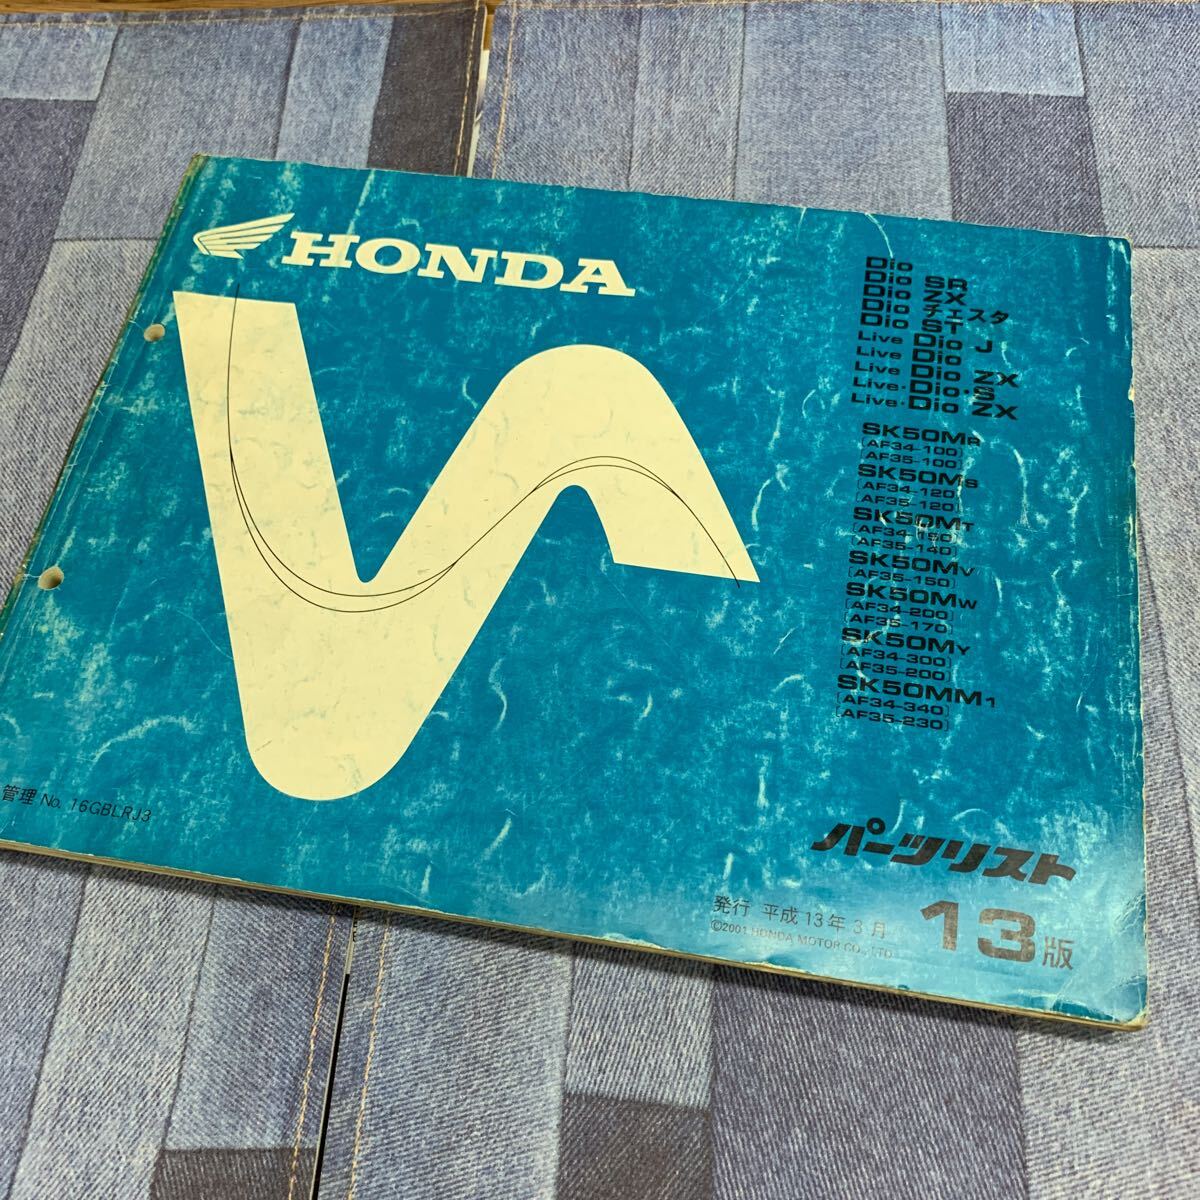 HONDA
Dio
Dio SR
Dio ZX
Dio チェスタ
Dio ST
Live Dio J
Live Dio
Live Dio ZX
Live・Dio・S
Live・Dio ZX
SK50MR
[AF34-100]
[AF35-100]
SK50MS
[AF34-120]
[AF35-120]
SK50MT
[AF34-150]
[AF35-140]
SK50MV
[AF35-150]
SK50MW
[AF34-200]
[AF35-170]
SK50MY
[AF34-300]
[AF35-200]
SK50MM1
[AF34-340]
[AF35-230]
管理 No. 16GBLRJ3
パーツリスト
発行 平成13年3月
©2001 HONDA MOTOR CO., LTD.
13版